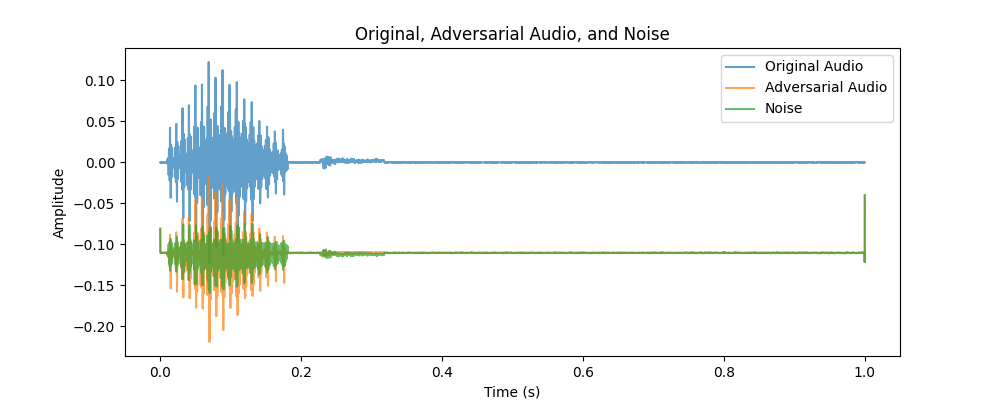 Original, Adversarial Audio, and Noise
Original Audio
Adversarial Audio
Noise
Amplitude
0.10
0.05
0.00
−0.05
−0.10
−0.15
−0.20
0.0 0.2 0.4 0.6 0.8 1.0
Time (s)